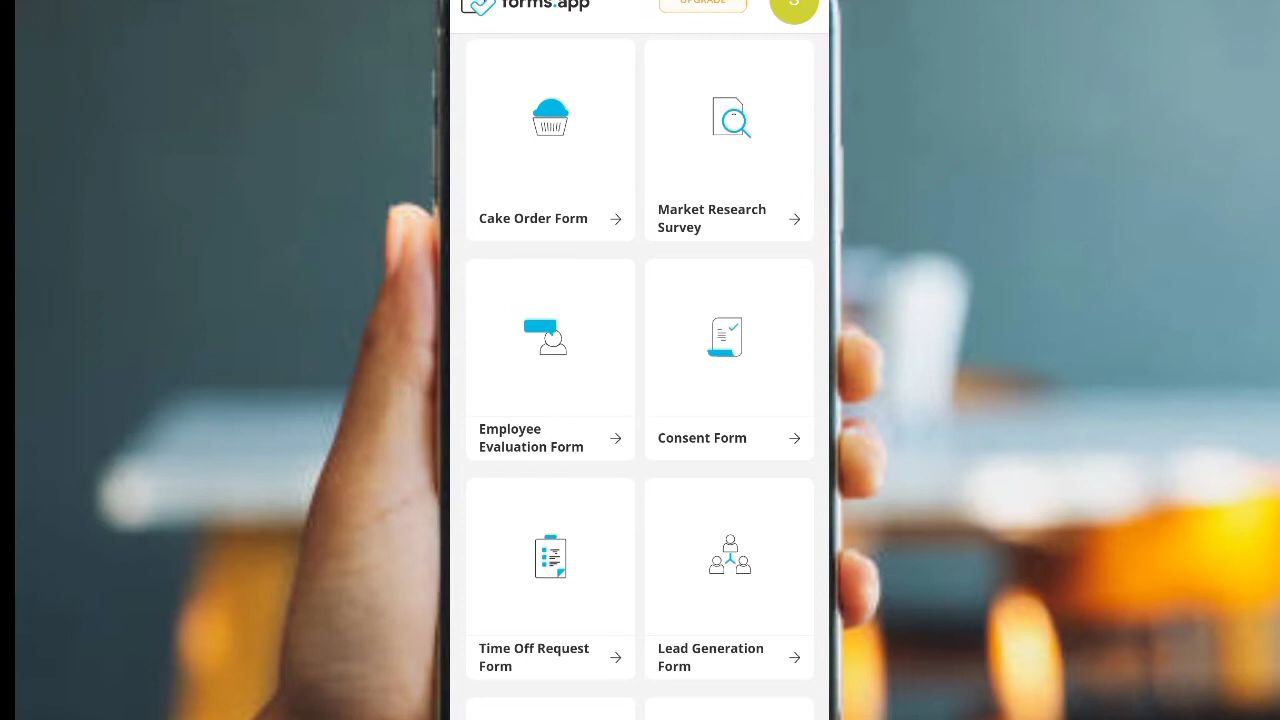 forms.app
UPGRADE
S
Cake Order Form
Market Research
Survey
Employee
Evaluation Form
Consent Form
Time Off Request
Form
Lead Generation
Form